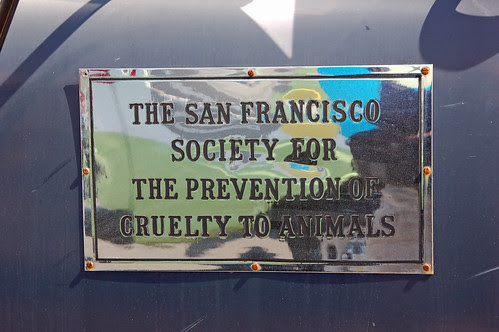 THE SAN FRANCISCO
SOCIETY FOR
THE PREVENTION OF
CRUELTY TO ANIMALS